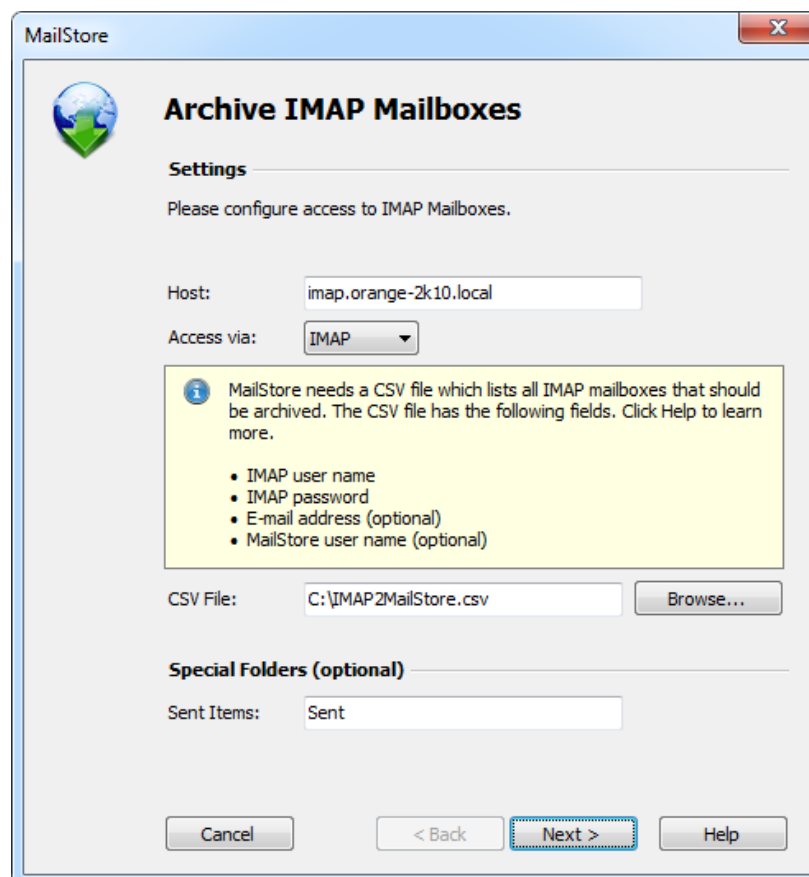 MailStore
Archive IMAP Mailboxes
Settings
Please configure access to IMAP Mailboxes.
Host: imap.orange-2k10.local
Access via: IMAP
MailStore needs a CSV file which lists all IMAP mailboxes that should
be archived. The CSV file has the following fields. Click Help to learn
more.
• IMAP user name
• IMAP password
• E-mail address (optional)
• MailStore user name (optional)
CSV File: C:\IMAP2MailStore.csv Browse...
Special Folders (optional)
Sent Items: Sent
Cancel < Back Next > Help